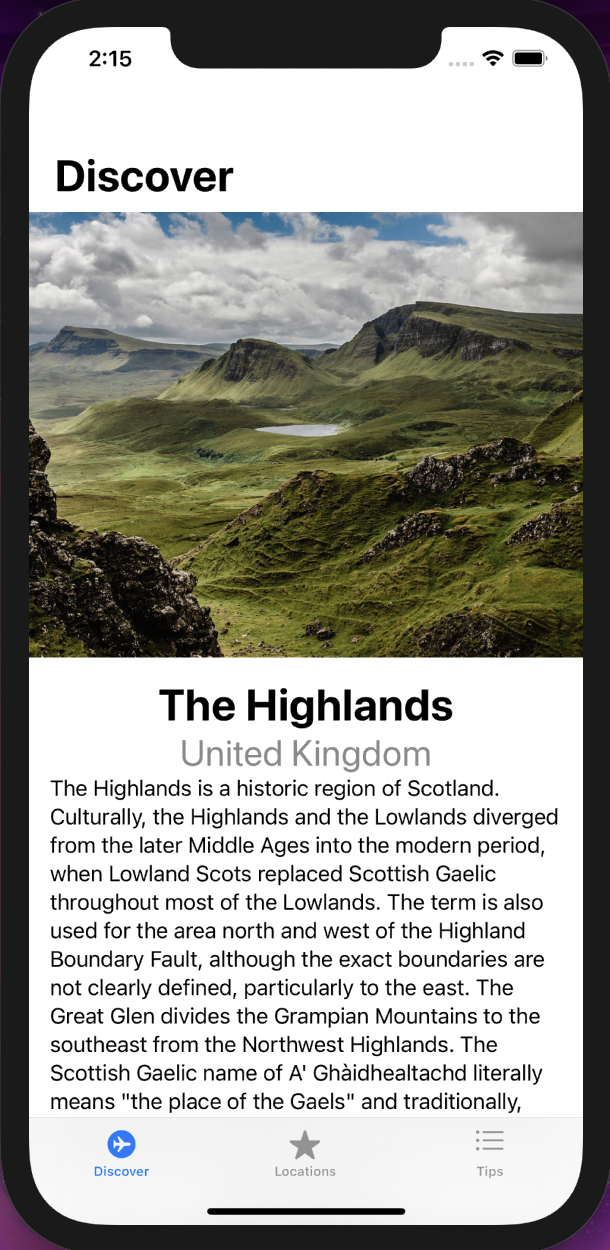 2:15
Discover
The Highlands
United Kingdom
The Highlands is a historic region of Scotland.
Culturally, the Highlands and the Lowlands diverged
from the later Middle Ages into the modern period,
when Lowland Scots replaced Scottish Gaelic
throughout most of the Lowlands. The term is also
used for the area north and west of the Highland
Boundary Fault, although the exact boundaries are
not clearly defined, particularly to the east. The
Great Glen divides the Grampian Mountains to the
southeast from the Northwest Highlands. The
Scottish Gaelic name of A' Ghàidhealtachd literally
means "the place of the Gaels" and traditionally,
Discover
Locations
Tips